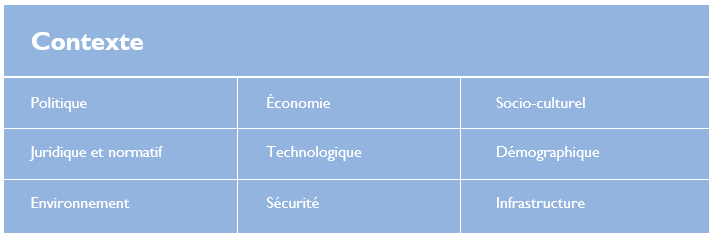 Contexte
Politique
Économie
Socio-culturel
Juridique et normatif
Technologique
Démographique
Environnement
Sécurité
Infrastructure